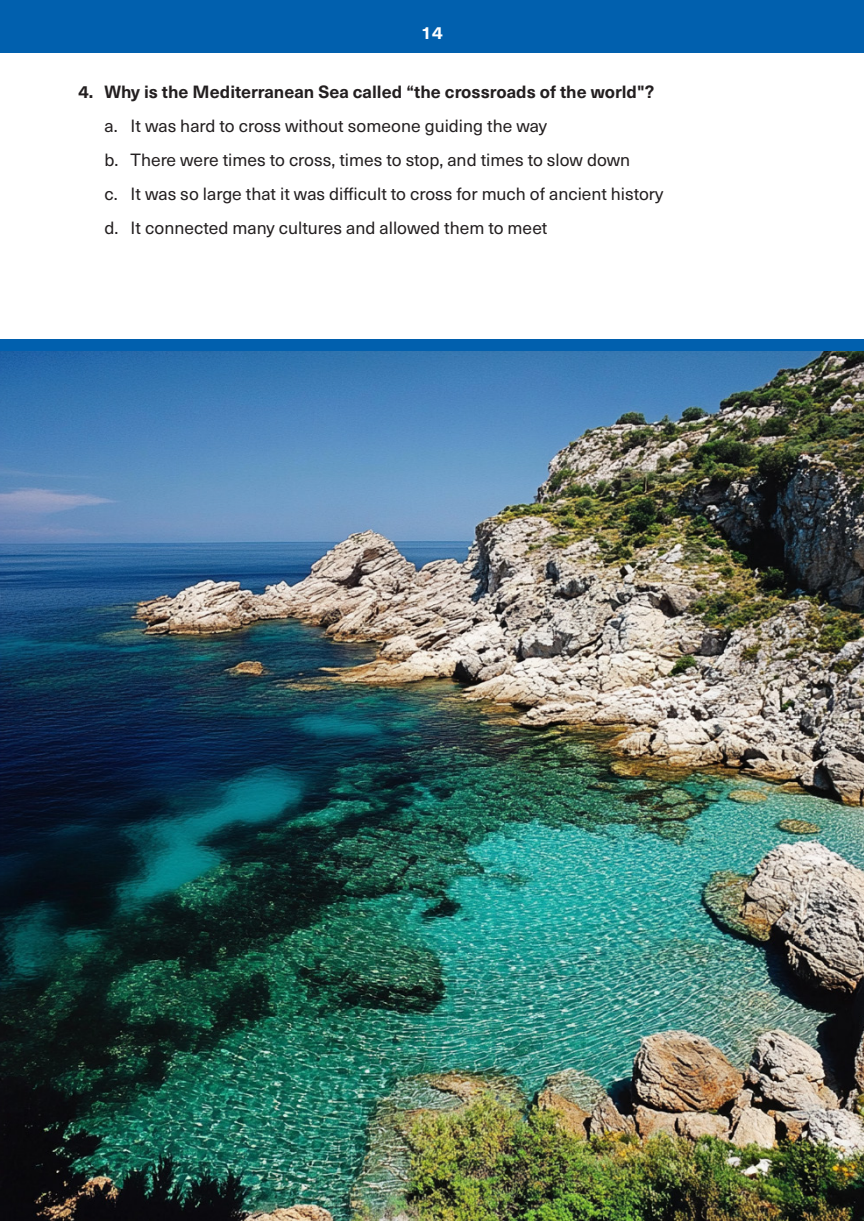 14
4. Why is the Mediterranean Sea called “the crossroads of the world"?
a. It was hard to cross without someone guiding the way
b. There were times to cross, times to stop, and times to slow down
c. It was so large that it was difficult to cross for much of ancient history
d. It connected many cultures and allowed them to meet